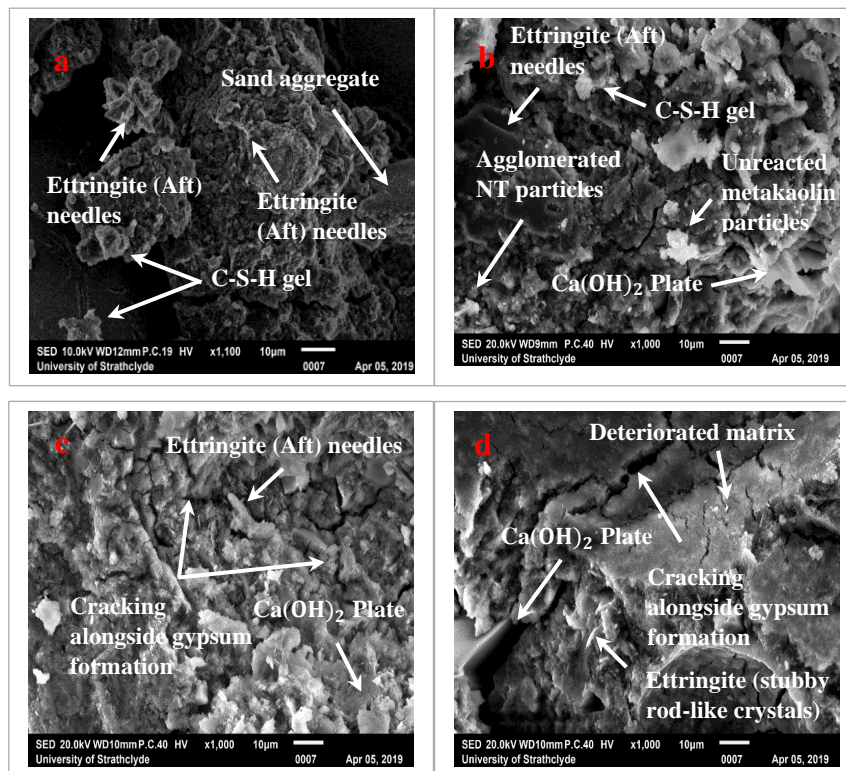 a
Sand aggregate
Ettringite (Aft)
needles
Ettringite
(Aft) needles
C-S-H gel
SED 10.0kV WD12mm P.C.19 HV x1,100 10µm
University of Strathclyde 0007 Apr 05, 2019
b
Ettringite (Aft)
needles
C-S-H gel
Agglomerated
NT particles
Unreacted
metakaolin
particles
Ca(OH)₂ Plate
SED 20.0kV WD9mm P.C.40 HV x1,000 10µm
University of Strathclyde 0007 Apr 05, 2019
c
Ettringite (Aft) needles
Cracking
alongside gypsum
formation
Ca(OH)₂ Plate
SED 20.0kV WD10mm P.C.40 HV x1,000 10µm
University of Strathclyde 0007 Apr 05, 2019
d
Deteriorated matrix
Ca(OH)₂ Plate
Cracking
alongside gypsum
formation
Ettringite (stubby
rod-like crystals)
SED 20.0kV WD10mm P.C.40 HV x1,000 10µm
University of Strathclyde 0007 Apr 05, 2019